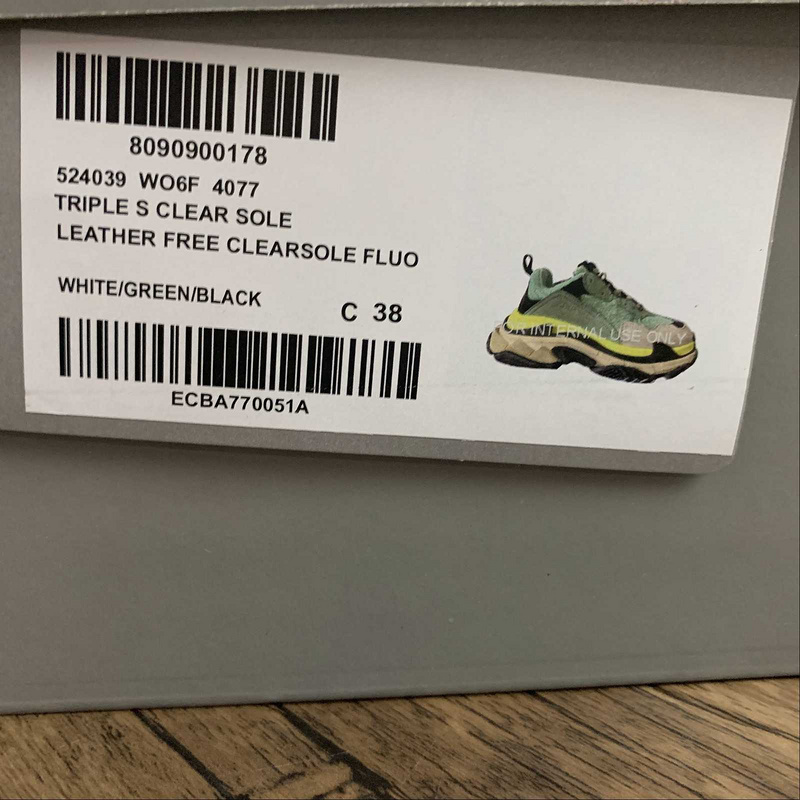 8090900178
524039 WO6F 4077
TRIPLE S CLEAR SOLE
LEATHER FREE CLEARSOLE FLUO
WHITE/GREEN/BLACK
C 38
ECBA770051A
FOR INTERNAL USE ONLY